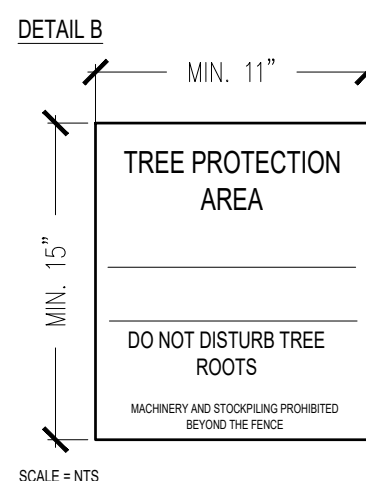 DETAIL B
MIN. 11”
MIN. 15”
TREE PROTECTION
AREA
DO NOT DISTURB TREE
ROOTS
MACHINERY AND STOCKPILING PROHIBITED
BEYOND THE FENCE
SCALE = NTS